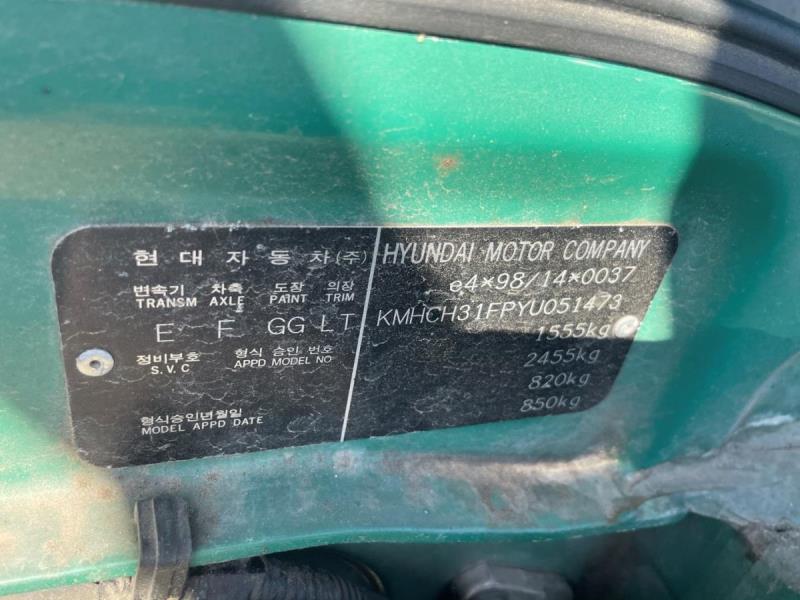 현대자동차(주)
변속기 차축 도장 의장
TRANSM AXLE PAINT TRIM
E F GG LT
정비부호 형식 승인 번호
S.V.C APPD MODEL NO
형식승인년월일
MODEL APPD DATE
HYUNDAI MOTOR COMPANY
e4*98/14*0037
KMHCH31FPYU051473
1555kg
2455kg
820kg
850kg